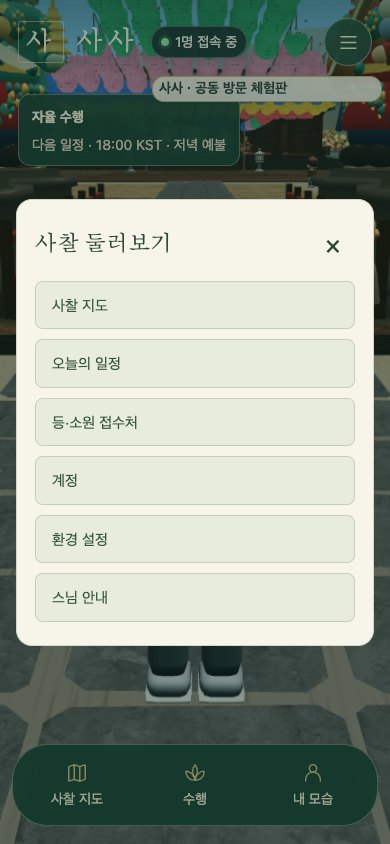 사 사사
1명 접속 중
사사 · 공동 방문 체험판
자율 수행
다음 일정 · 18:00 KST · 저녁 예불
사찰 둘러보기
사찰 지도
오늘의 일정
등·소원 접수처
계정
환경 설정
스님 안내
사찰 지도
수행
내 모습